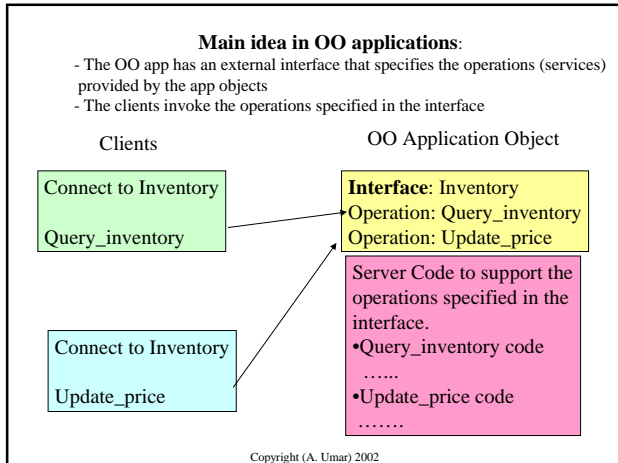 Main idea in OO applications:
- The OO app has an external interface that specifies the operations (services)
provided by the app objects
- The clients invoke the operations specified in the interface
Clients
OO Application Object
Connect to Inventory
Query_inventory
Interface: Inventory
Operation: Query_inventory
Operation: Update_price
Server Code to support the
operations specified in the
interface.
•Query_inventory code
…...
•Update_price code
…….
Connect to Inventory
Update_price
Copyright (A. Umar) 2002